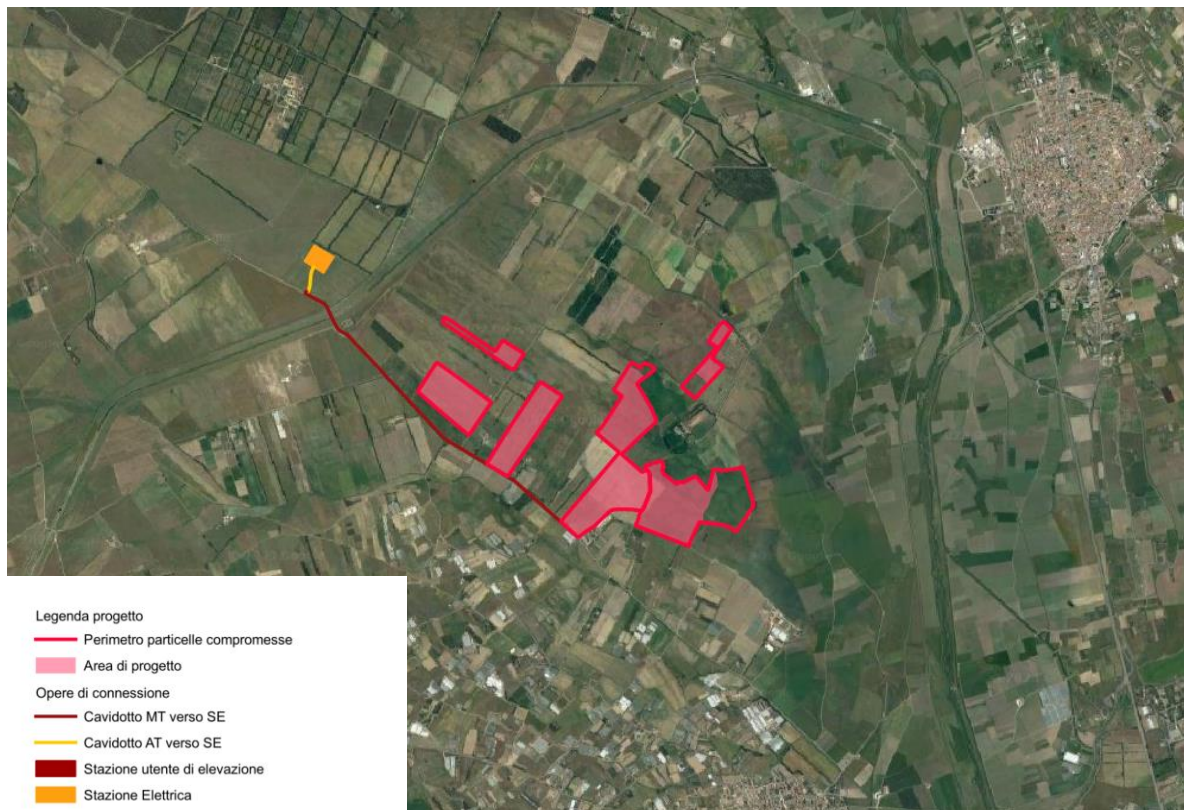 Legenda progetto
Perimetro particelle compromesse
Area di progetto
Opere di connessione
Cavidotto MT verso SE
Cavidotto AT verso SE
Stazione utente di elevazione
Stazione Elettrica